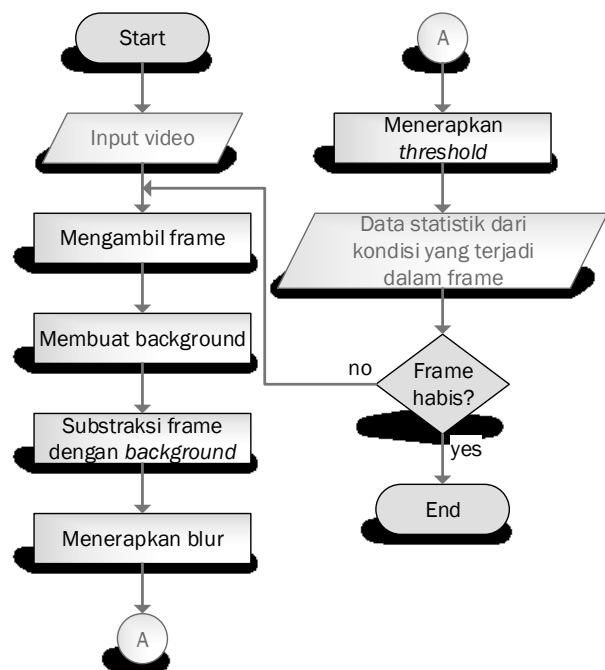 Start
Input video
Mengambil frame
Membuat background
Substraksi frame
dengan background
Menerapkan blur
A
A
Menerapkan
threshold
Data statistik dari
kondisi yang terjadi
dalam frame
Frame
habis?
no
yes
End